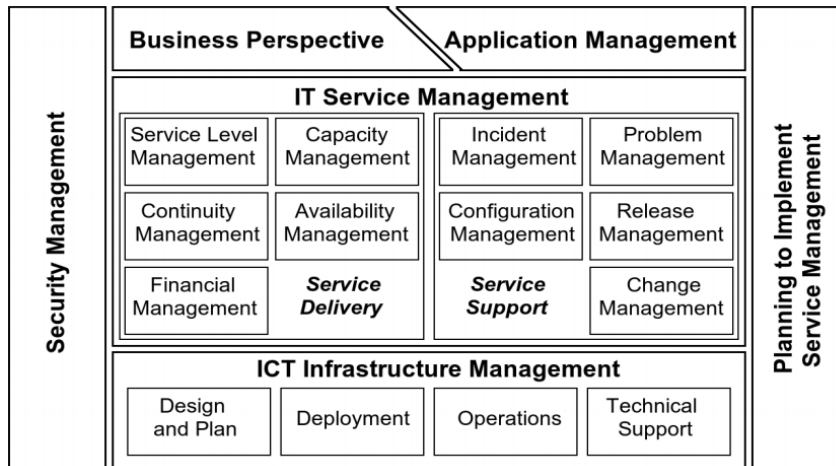 Security Management
Business Perspective
Application Management
IT Service Management
Service Level
Management
Capacity
Management
Continuity
Management
Availability
Management
Financial
Management
Service
Delivery
Incident
Management
Problem
Management
Configuration
Management
Release
Management
Service
Support
Change
Management
ICT Infrastructure Management
Design
and Plan
Deployment
Operations
Technical
Support
Planning to Implement
Service Management